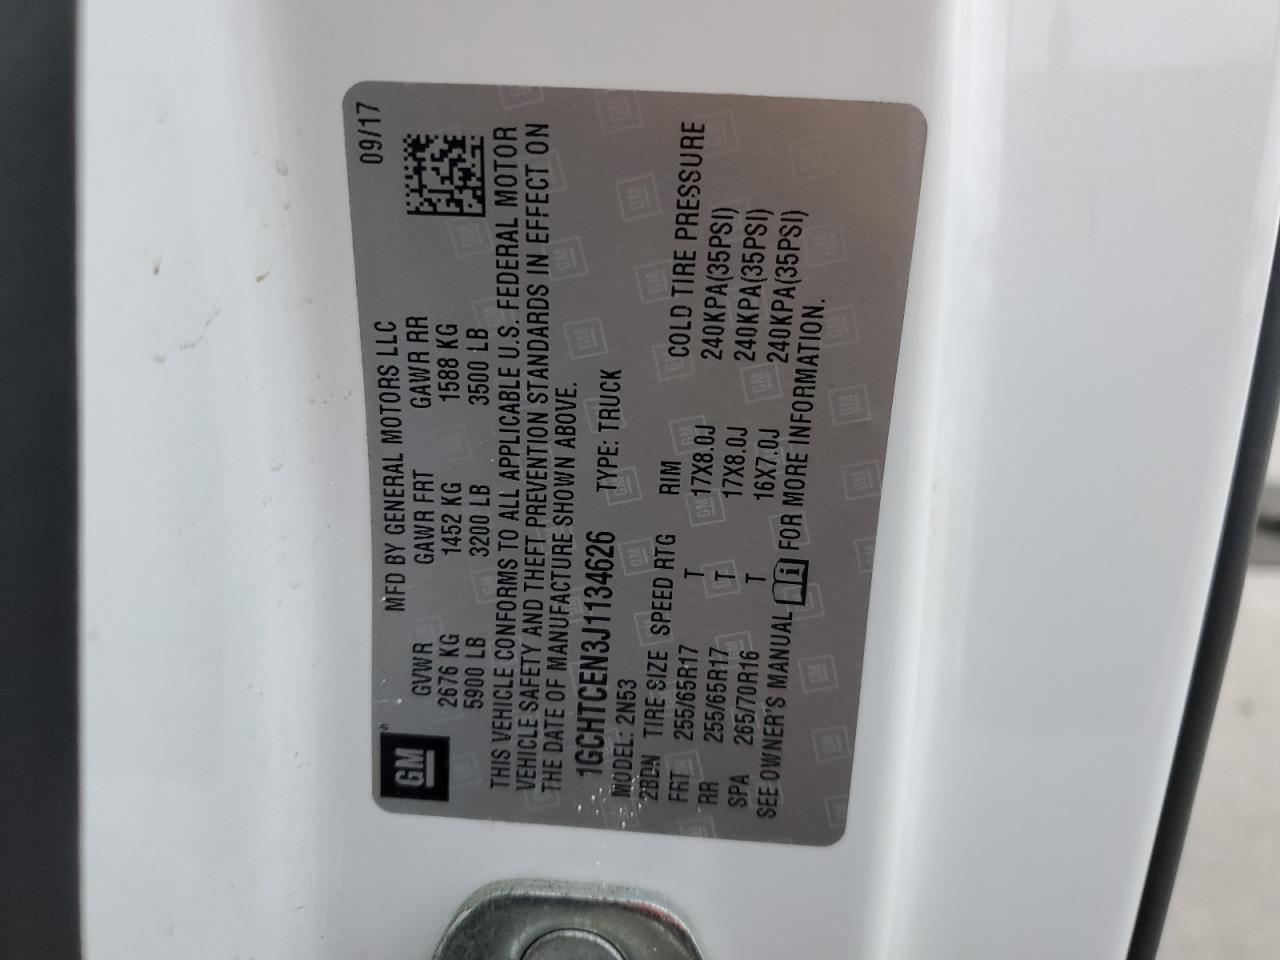 09/17
MFD BY GENERAL MOTORS LLC
GVWR GAWR FRT GAWR RR
2676 KG 1452 KG 1588 KG
5900 LB 3200 LB 3500 LB
GM®
THIS VEHICLE CONFORMS TO ALL APPLICABLE U.S. FEDERAL MOTOR
VEHICLE SAFETY AND THEFT PREVENTION STANDARDS IN EFFECT ON
THE DATE OF MANUFACTURE SHOWN ABOVE.
1GCHTCEN3J1134626 TYPE: TRUCK
MODEL: 2N53
2BDN TIRE SIZE SPEED RTG RIM COLD TIRE PRESSURE
FRT 255/65R17 T 17X8.0J 240KPA(35PSI)
RR 255/65R17 T 17X8.0J 240KPA(35PSI)
SPA 265/70R16 T 16X7.0J 240KPA(35PSI)
SEE OWNER'S MANUAL i FOR MORE INFORMATION.